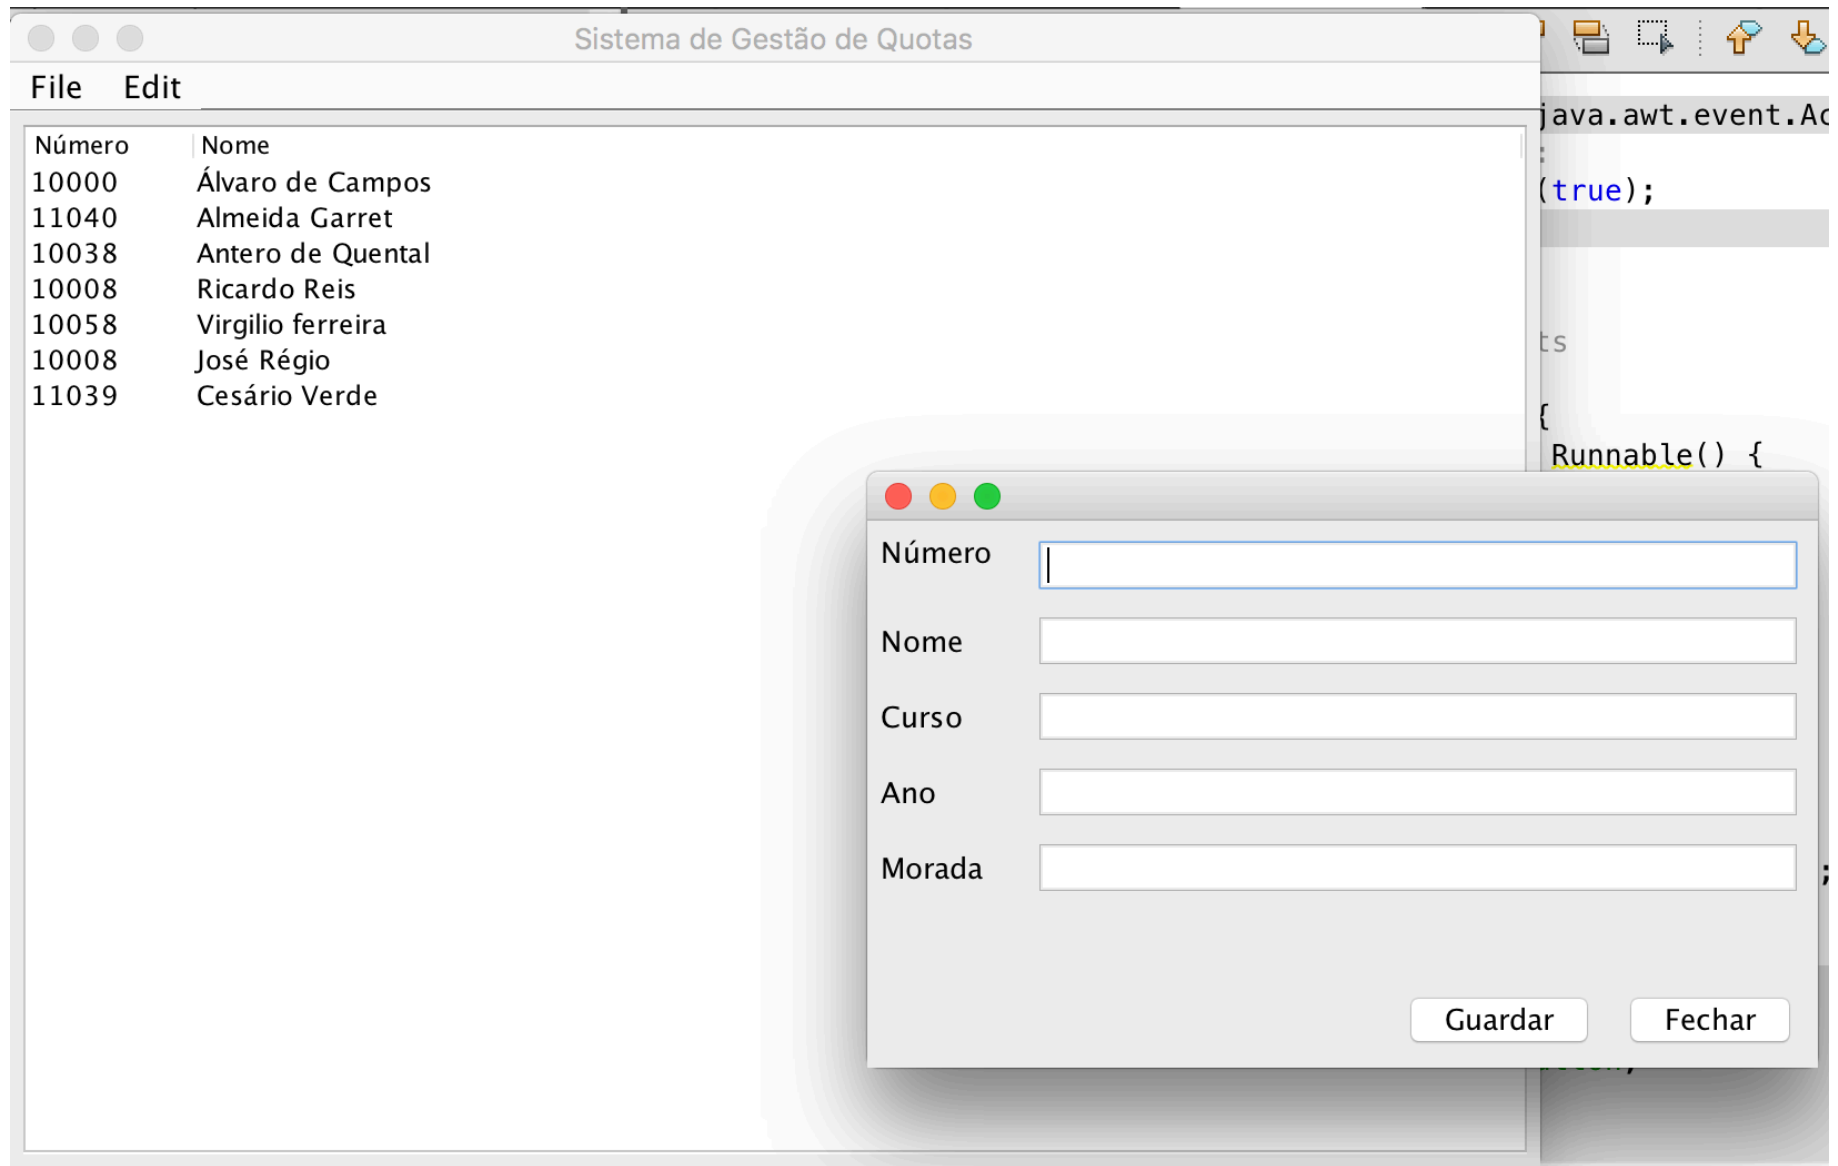 Sistema de Gestão de Quotas
File Edit
Número Nome
10000 Álvaro de Campos
11040 Almeida Garret
10038 Antero de Quental
10008 Ricardo Reis
10058 Virgilio ferreira
10008 José Régio
11039 Cesário Verde
java.awt.event.Ac
:
(true);
ts
{
Runnable() {
;
Número
Nome
Curso
Ano
Morada
Guardar Fechar